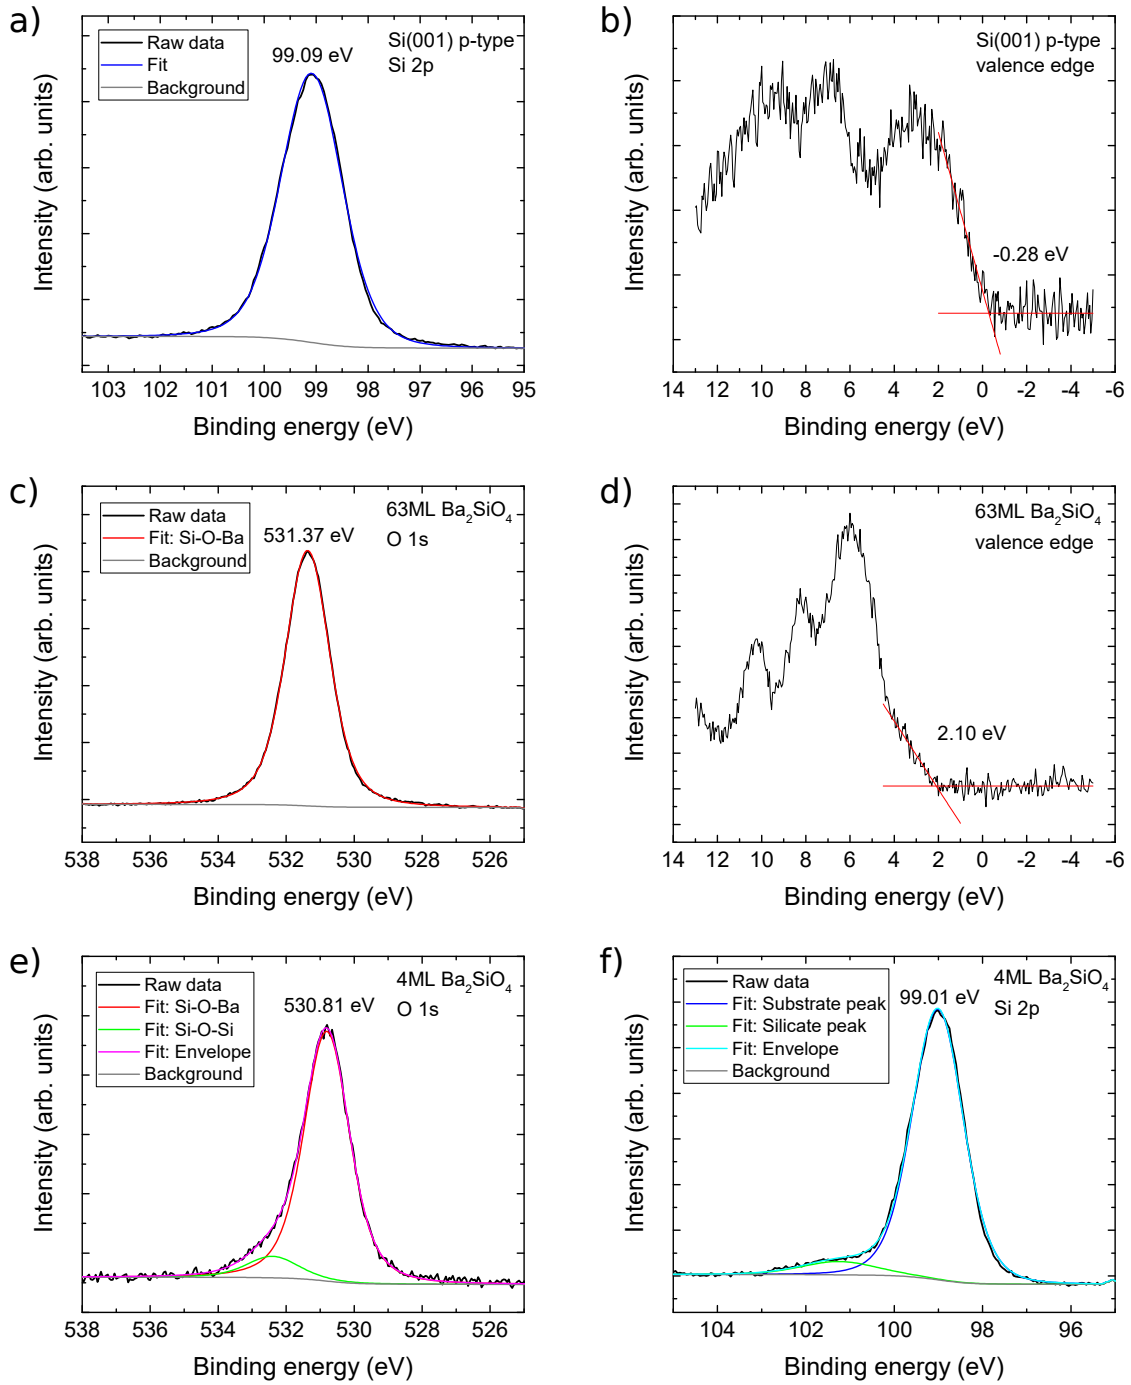 a)
Raw data
Fit
Background
99.09 eV
Si(001) p-type
Si 2p
Intensity (arb. units)
103 102 101 100 99 98 97 96 95
Binding energy (eV)
b)
Si(001) p-type
valence edge
-0.28 eV
Intensity (arb. units)
14 12 10 8 6 4 2 0 -2 -4 -6
Binding energy (eV)
c)
Raw data
Fit: Si-O-Ba
Background
531.37 eV
63ML Ba₂SiO₄
O 1s
Intensity (arb. units)
538 536 534 532 530 528 526
Binding energy (eV)
d)
63ML Ba₂SiO₄
valence edge
2.10 eV
Intensity (arb. units)
14 12 10 8 6 4 2 0 -2 -4 -6
Binding energy (eV)
e)
Raw data
Fit: Si-O-Ba
Fit: Si-O-Si
Fit: Envelope
Background
530.81 eV
4ML Ba₂SiO₄
O 1s
Intensity (arb. units)
538 536 534 532 530 528 526
Binding energy (eV)
f)
Raw data
Fit: Substrate peak
Fit: Silicate peak
Fit: Envelope
Background
99.01 eV
4ML Ba₂SiO₄
Si 2p
Intensity (arb. units)
104 102 100 98 96
Binding energy (eV)